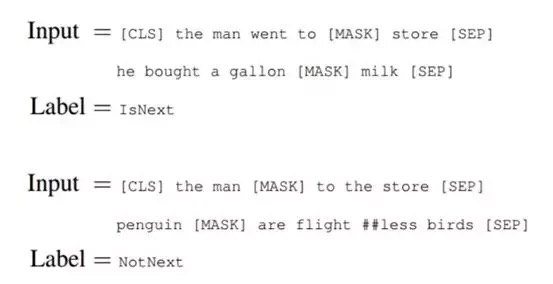 Input = [CLS] the man went to [MASK] store [SEP]
he bought a gallon [MASK] milk [SEP]
Label = IsNext
Input = [CLS] the man [MASK] to the store [SEP]
penguin [MASK] are flight ##less birds [SEP]
Label = NotNext